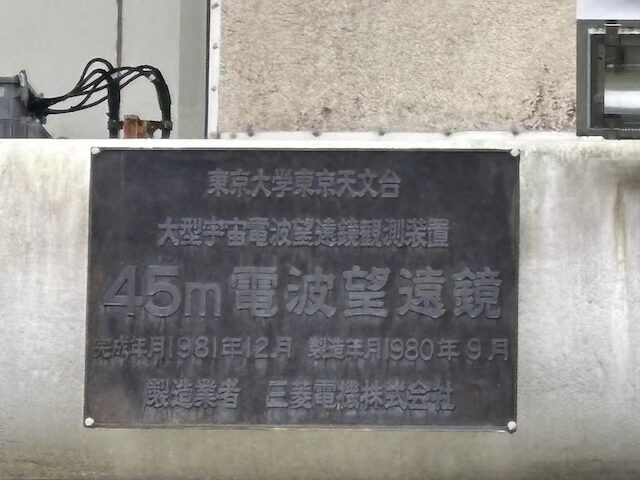 東京大学東京天文台
大型宇宙電波望遠鏡観測装置
45m電波望遠鏡
完成年月1981年12月 製造年月1980年9月
製造業者 三菱電機株式会社